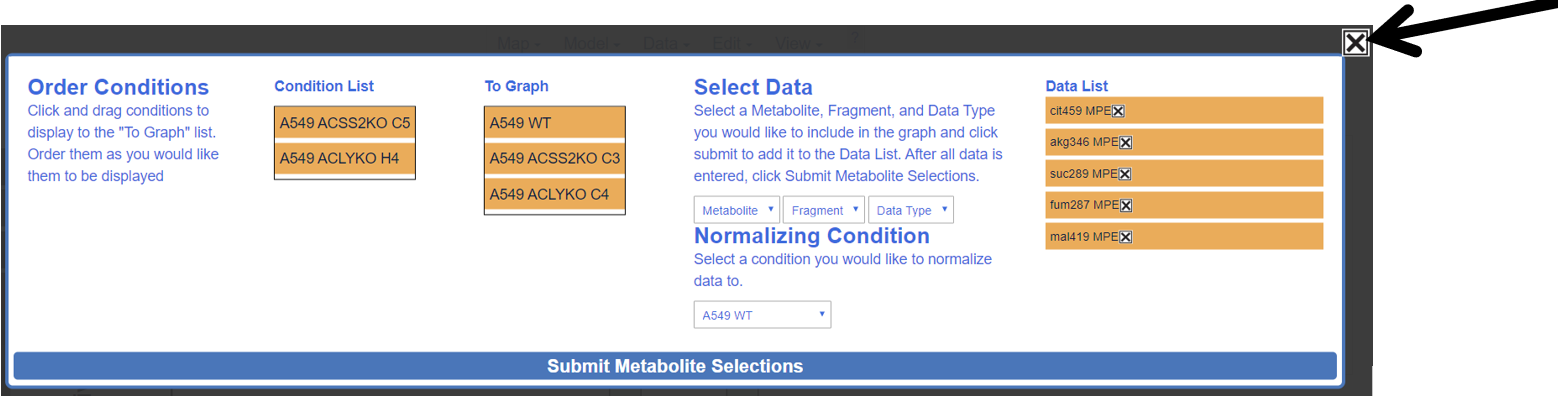 Map Model Data Edit View ?
Order Conditions
Click and drag conditions to
display to the "To Graph" list.
Order them as you would like
them to be displayed
Condition List
A549 ACSS2KO C5
A549 ACLYKO H4
To Graph
A549 WT
A549 ACSS2KO C3
A549 ACLYKO C4
Select Data
Select a Metabolite, Fragment, and Data Type
you would like to include in the graph and click
submit to add it to the Data List. After all data is
entered, click Submit Metabolite Selections.
Metabolite Fragment Data Type
Normalizing Condition
Select a condition you would like to normalize
data to.
A549 WT
Data List
cit459 MPE
akg346 MPE
suc289 MPE
fum287 MPE
mal419 MPE
Submit Metabolite Selections